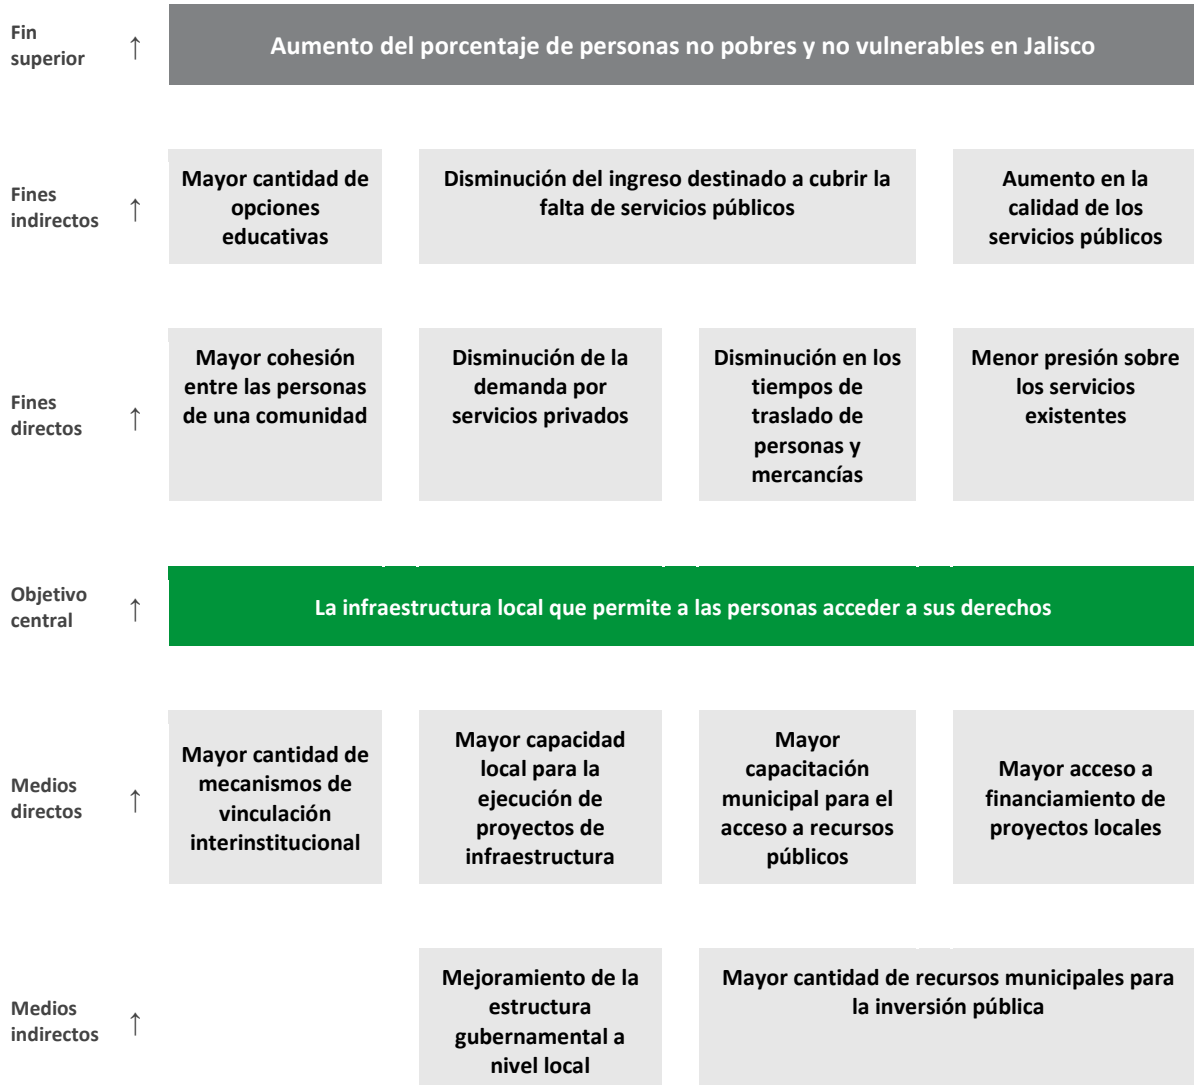 Fin
superior
↑
Aumento del porcentaje de personas no pobres y no vulnerables en Jalisco
Fines
indirectos
↑
Mayor cantidad de
opciones
educativas
Disminución del ingreso destinado a cubrir la
falta de servicios públicos
Aumento en la
calidad de los
servicios públicos
Fines
directos
↑
Mayor cohesión
entre las personas
de una comunidad
Disminución de la
demanda por
servicios privados
Disminución en los
tiempos de
traslado de
personas y
mercancías
Menor presión sobre
los servicios
existentes
Objetivo
central
↑
La infraestructura local que permite a las personas acceder a sus derechos
Medios
directos
↑
Mayor cantidad de
mecanismos de
vinculación
interinstitucional
Mayor capacidad
local para la
ejecución de
proyectos de
infraestructura
Mayor
capacitación
municipal para el
acceso a recursos
públicos
Mayor acceso a
financiamiento de
proyectos locales
Medios
indirectos
↑
Mejoramiento de la
estructura
gubernamental a
nivel local
Mayor cantidad de recursos municipales para
la inversión pública